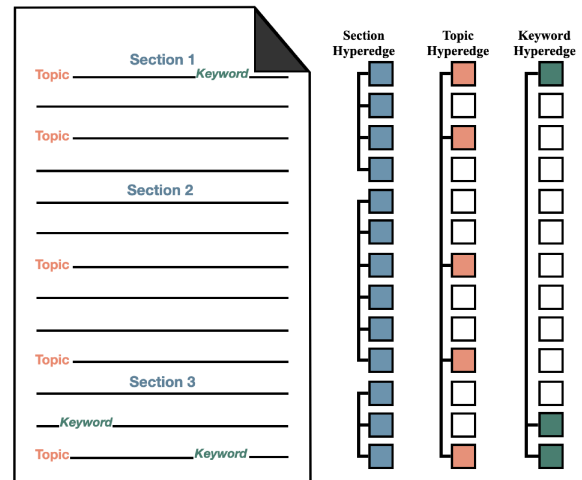 Section 1
Topic Keyword
Topic
Section 2
Topic
Topic
Section 3
Keyword
Topic Keyword
Section
Hyperedge
Topic
Hyperedge
Keyword
Hyperedge